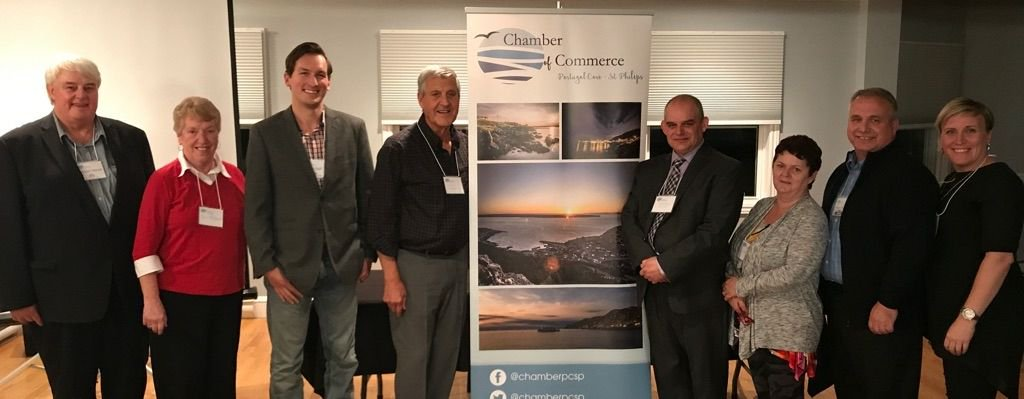 Chamber
of Commerce
Portugal Cove - St. Philips
@chamberpcsp
@chamberpcsp